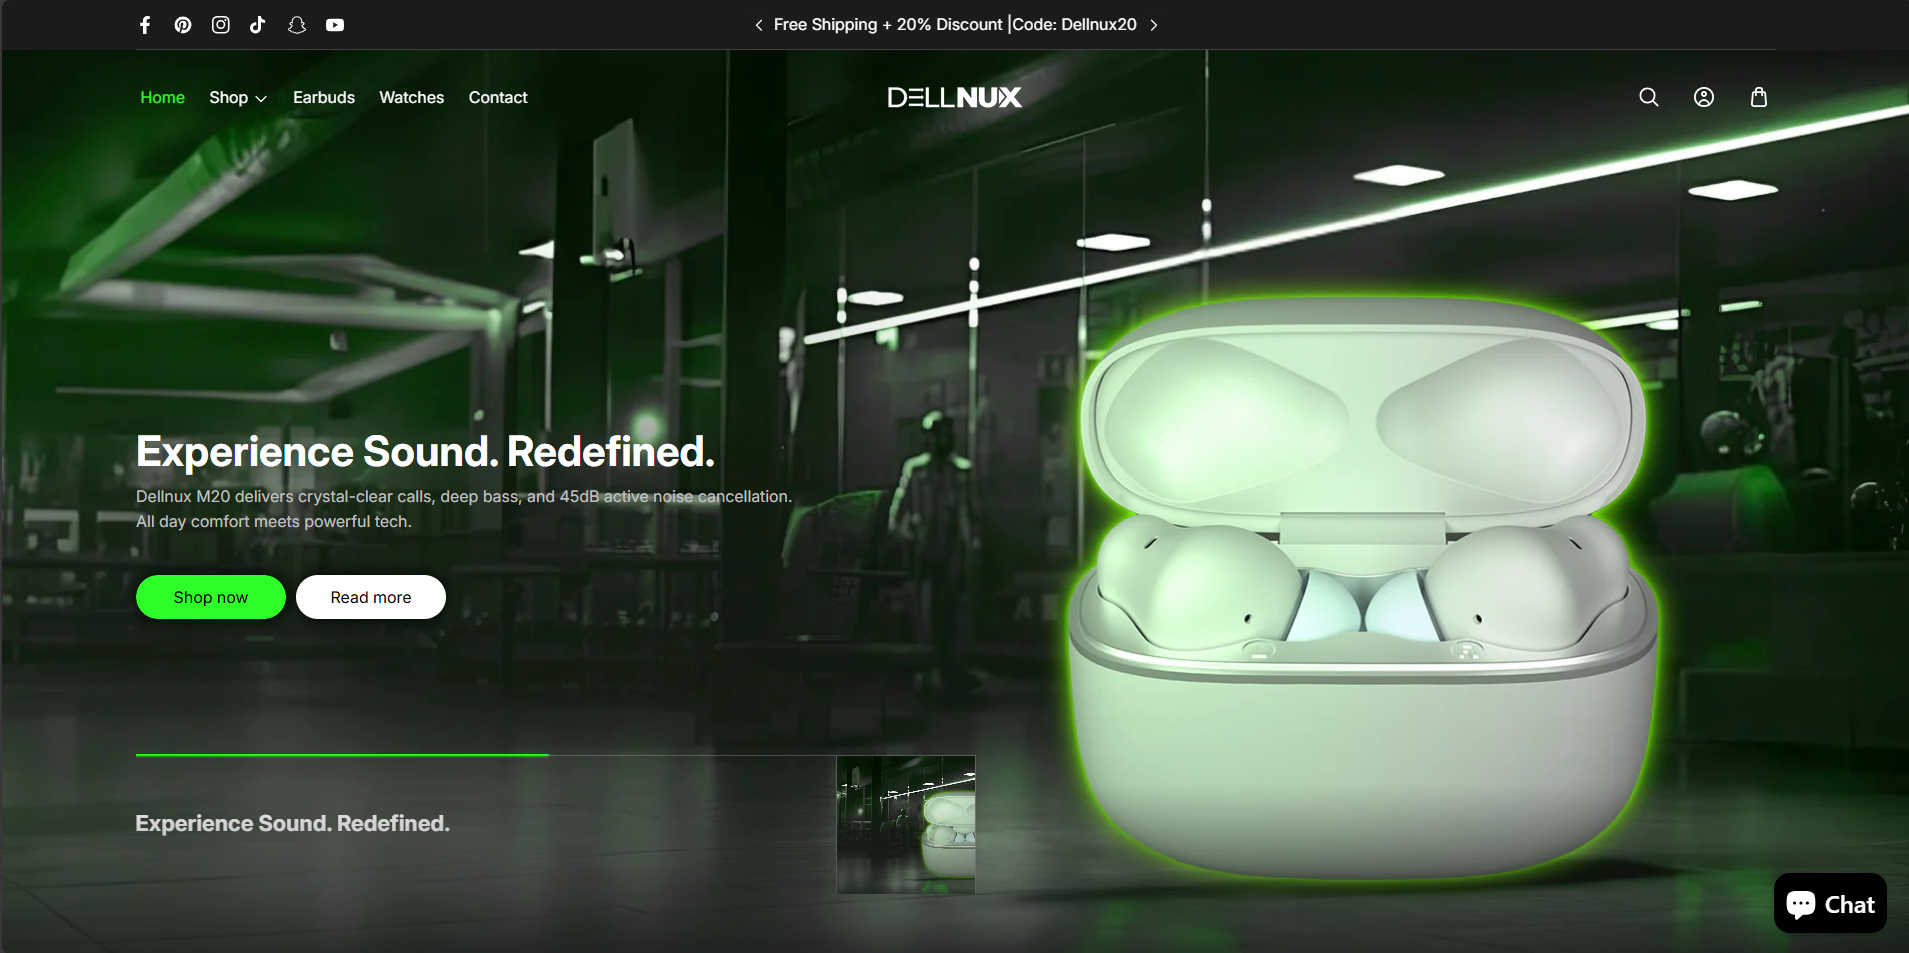 Free Shipping + 20% Discount |Code: Dellnux20
Home Shop Earbuds Watches Contact
DELLNUX
Experience Sound. Redefined.
Dellnux M20 delivers crystal-clear calls, deep bass, and 45dB active noise cancellation.
All day comfort meets powerful tech.
Shop now Read more
Experience Sound. Redefined.
Chat